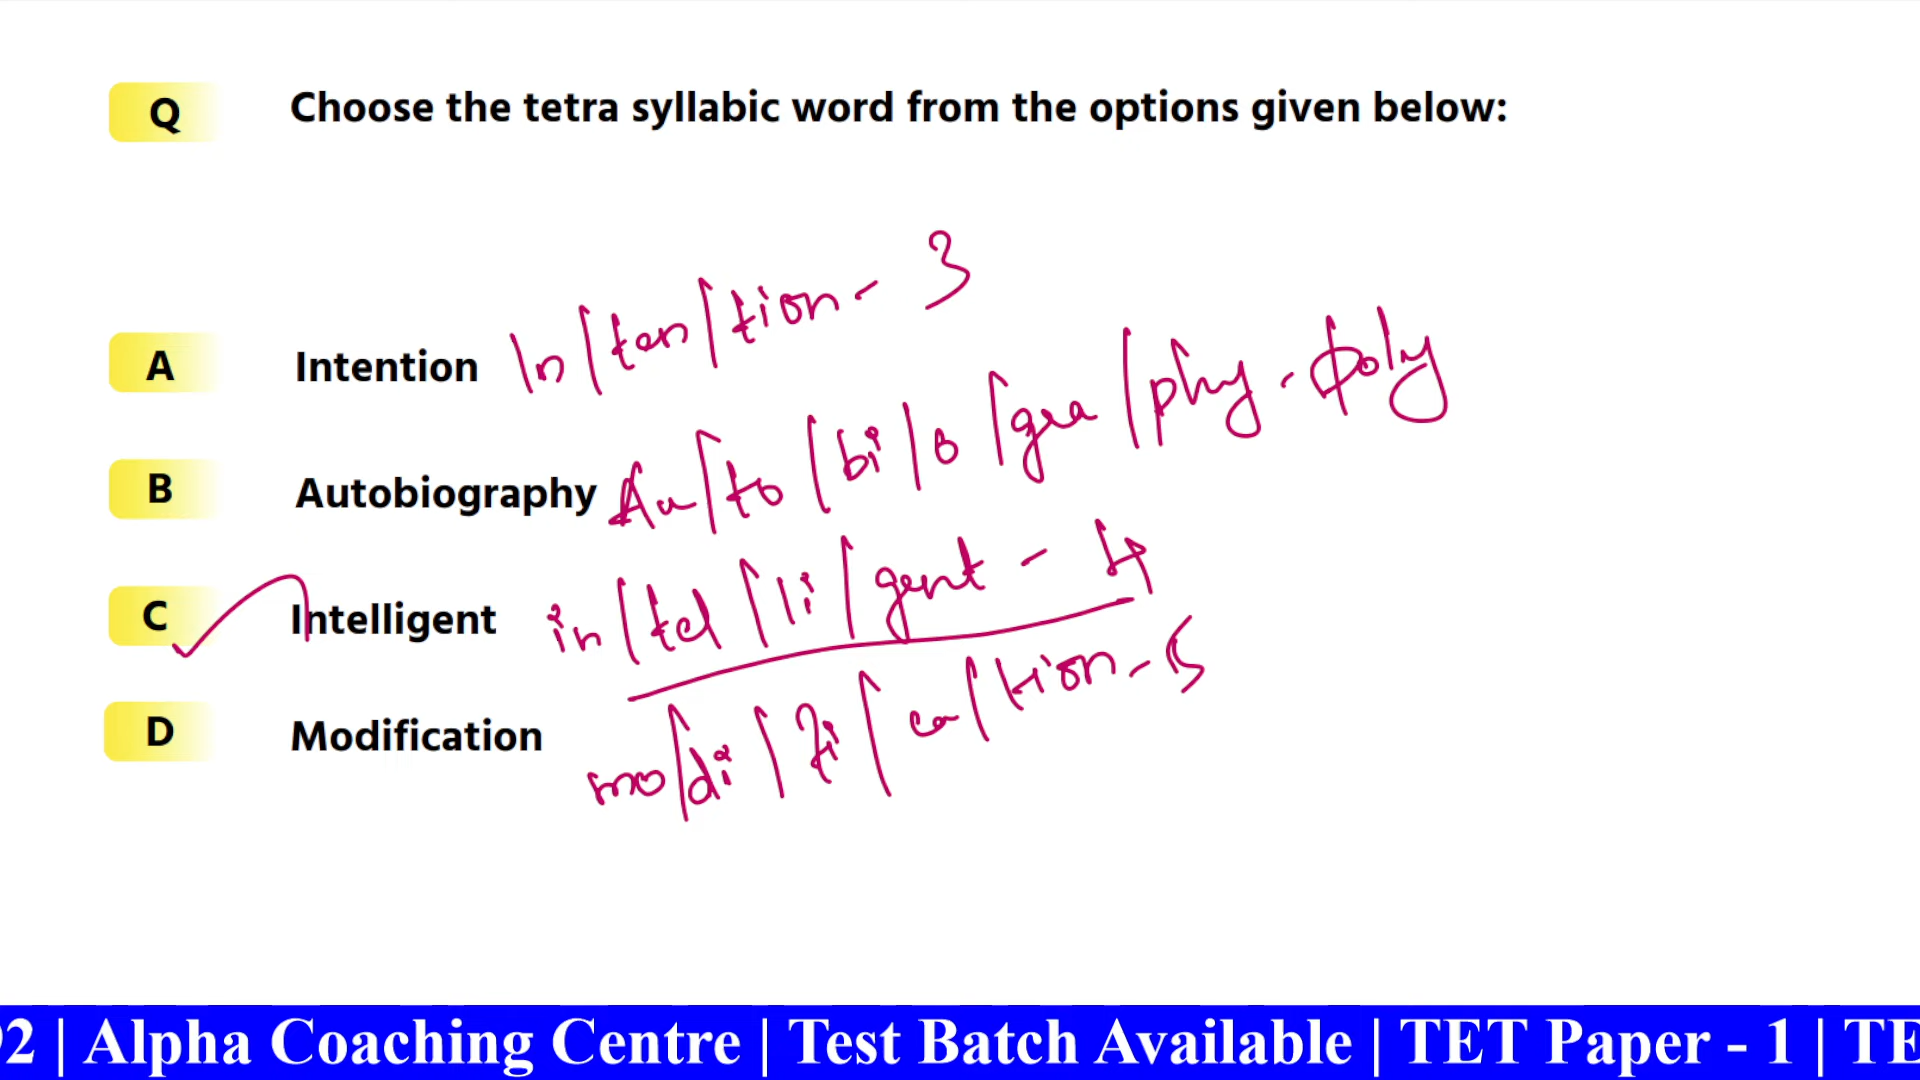 Q Choose the tetra syllabic word from the options given below:
A Intention In/ten/tion - 3
B Autobiography Au/to/bi/o/gra/phy - poly
C Intelligent in/tel/li/gent - 4
D Modification mo/di/fi/ca/tion - 5
02 | Alpha Coaching Centre | Test Batch Available | TET Paper - 1 | TE